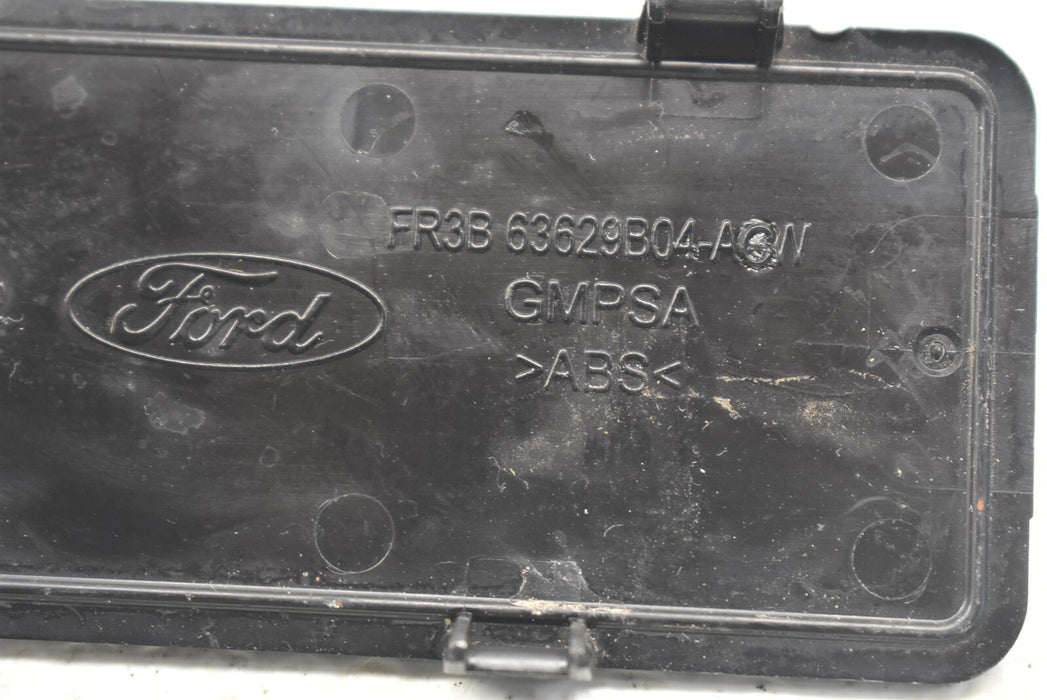 FR3B 63629B04-ACW
Ford
GMPSA
>ABS<